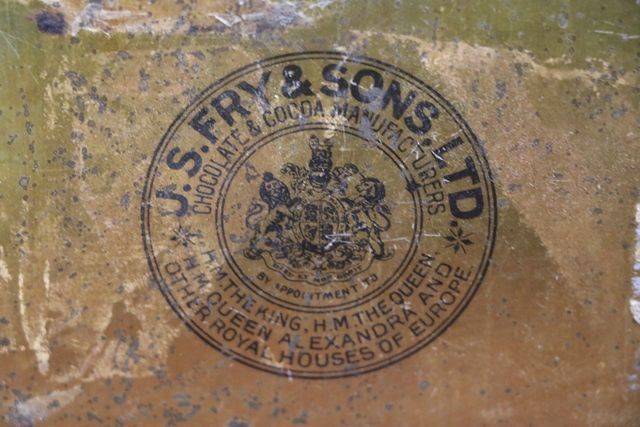 J.S. FRY & SONS. LTD.
CHOCOLATE & COCOA MANUFACTURERS.
BY APPOINTMENT TO
H.M. THE KING, H.M. THE QUEEN
H.M. QUEEN ALEXANDRA AND
OTHER ROYAL HOUSES OF EUROPE.